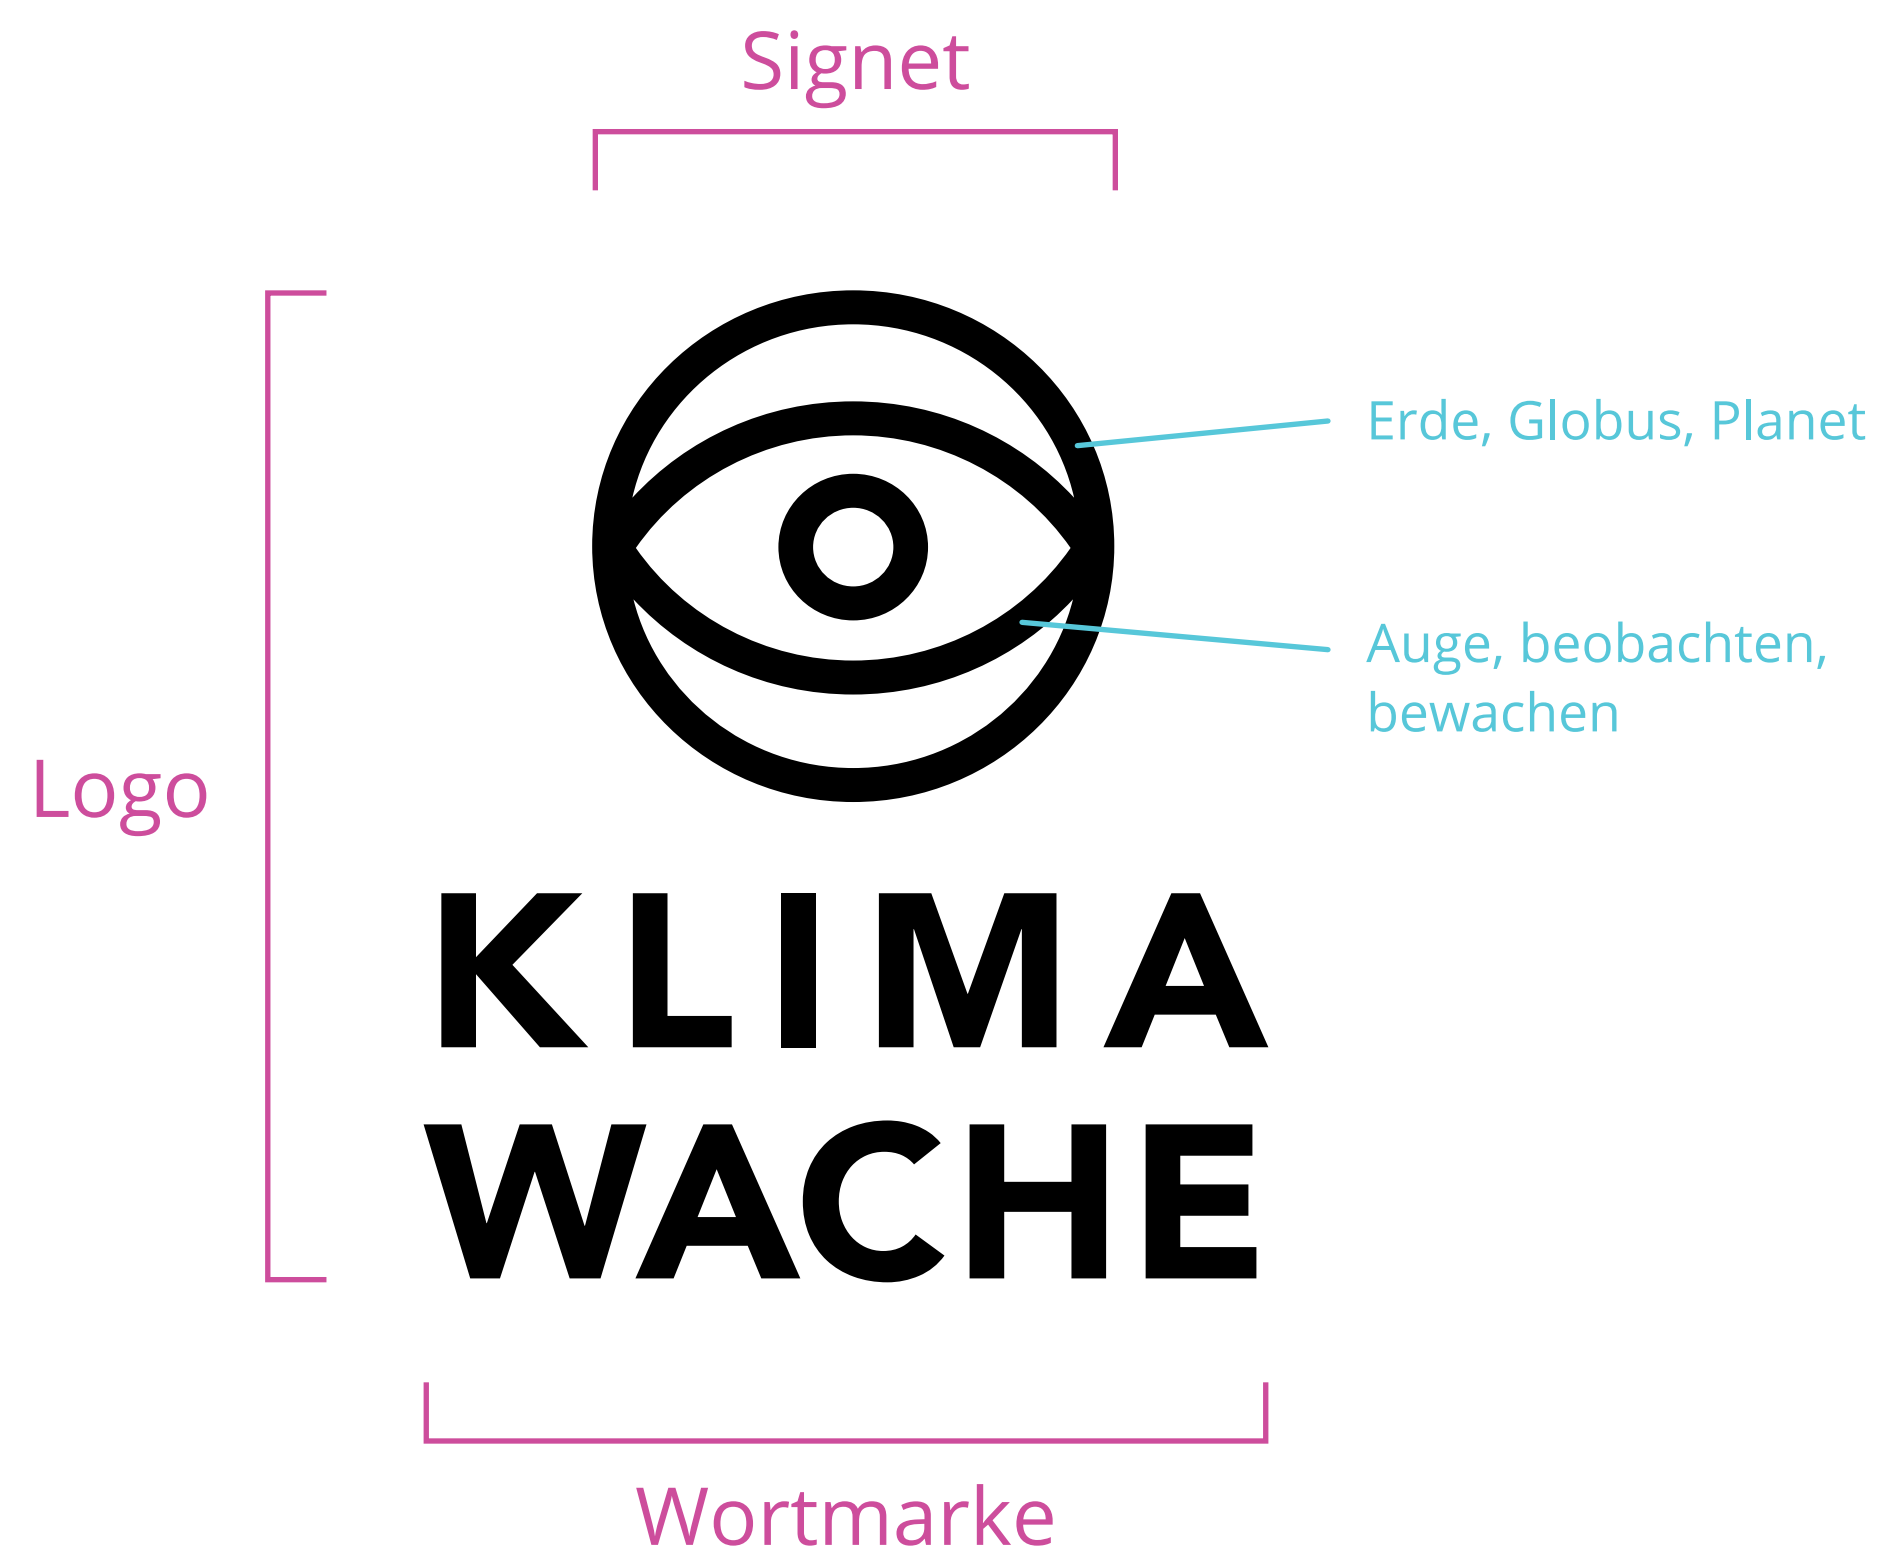 Signet
Erde, Globus, Planet
Auge, beobachten,
bewachen
Logo
KLIMA
WACHE
Wortmarke